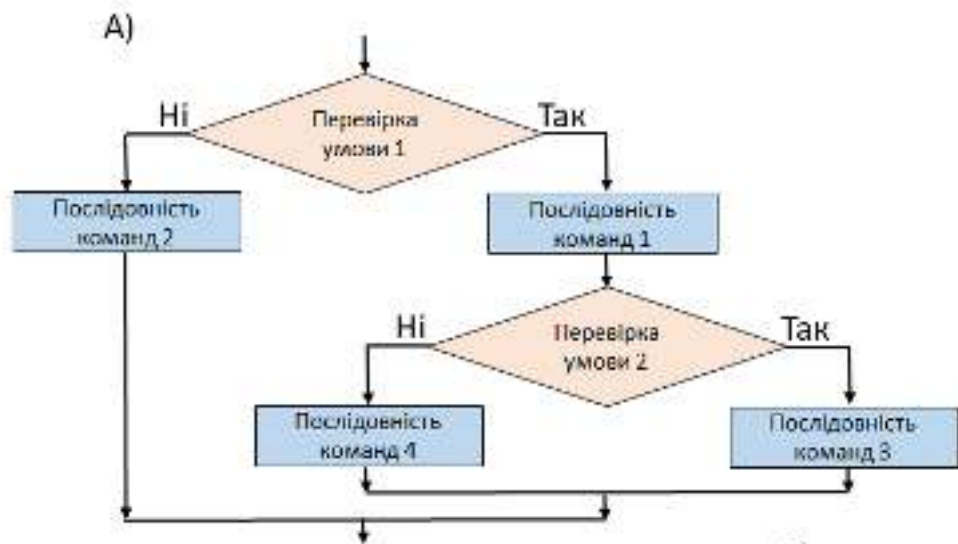 А)
Ні
Так
Перевірка
умови 1
Послідовність
команд 2
Послідовність
команд 1
Ні
Так
Перевірка
умови 2
Послідовність
команд 4
Послідовність
команд 3